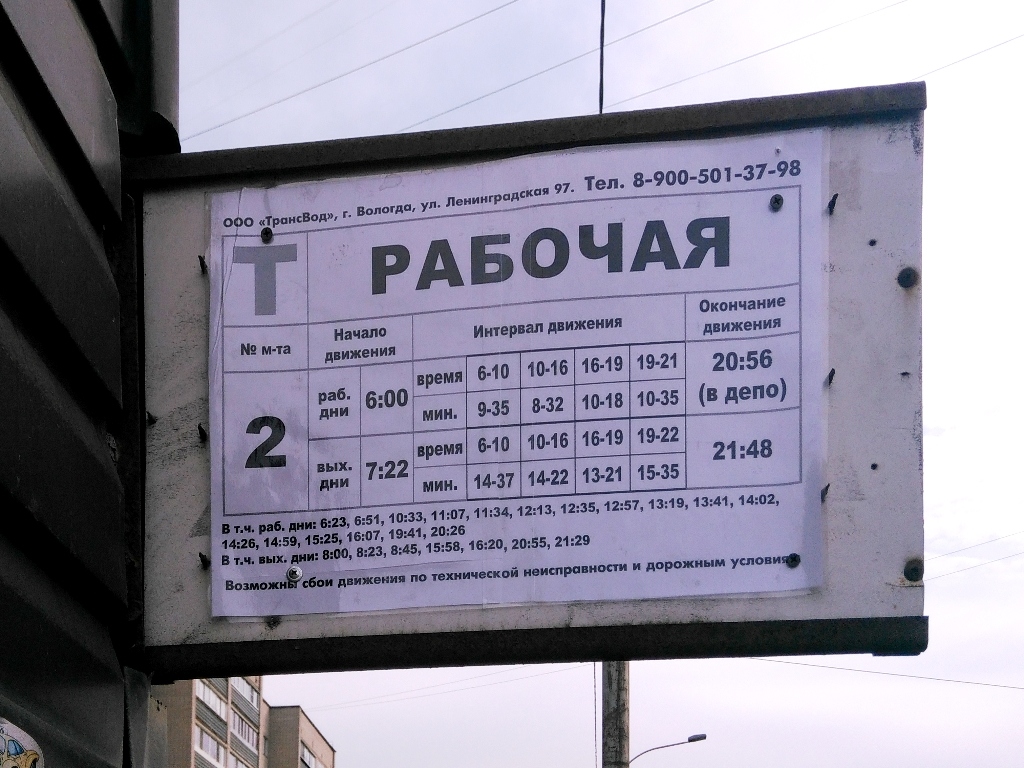 ООО «ТрансВод», г. Вологда, ул. Ленинградская 97. Тел. 8-900-501-37-98
Т РАБОЧАЯ
№ м-та Начало движения Интервал движения Окончание движения
2 раб. дни 6:00 время 6-10 10-16 16-19 19-21 20:56 (в депо)
мин. 9-35 8-32 10-18 10-35
вых. дни 7:22 время 6-10 10-16 16-19 19-22 21:48
мин. 14-37 14-22 13-21 15-35
В т.ч. раб. дни: 6:23, 6:51, 10:33, 11:07, 11:34, 12:13, 12:35, 12:57, 13:19, 13:41, 14:02,
14:26, 14:59, 15:25, 16:07, 19:41, 20:26
В т.ч. вых. дни: 8:00, 8:23, 8:45, 15:58, 16:20, 20:55, 21:29
Возможны сбои движения по технической неисправности и дорожным условиям